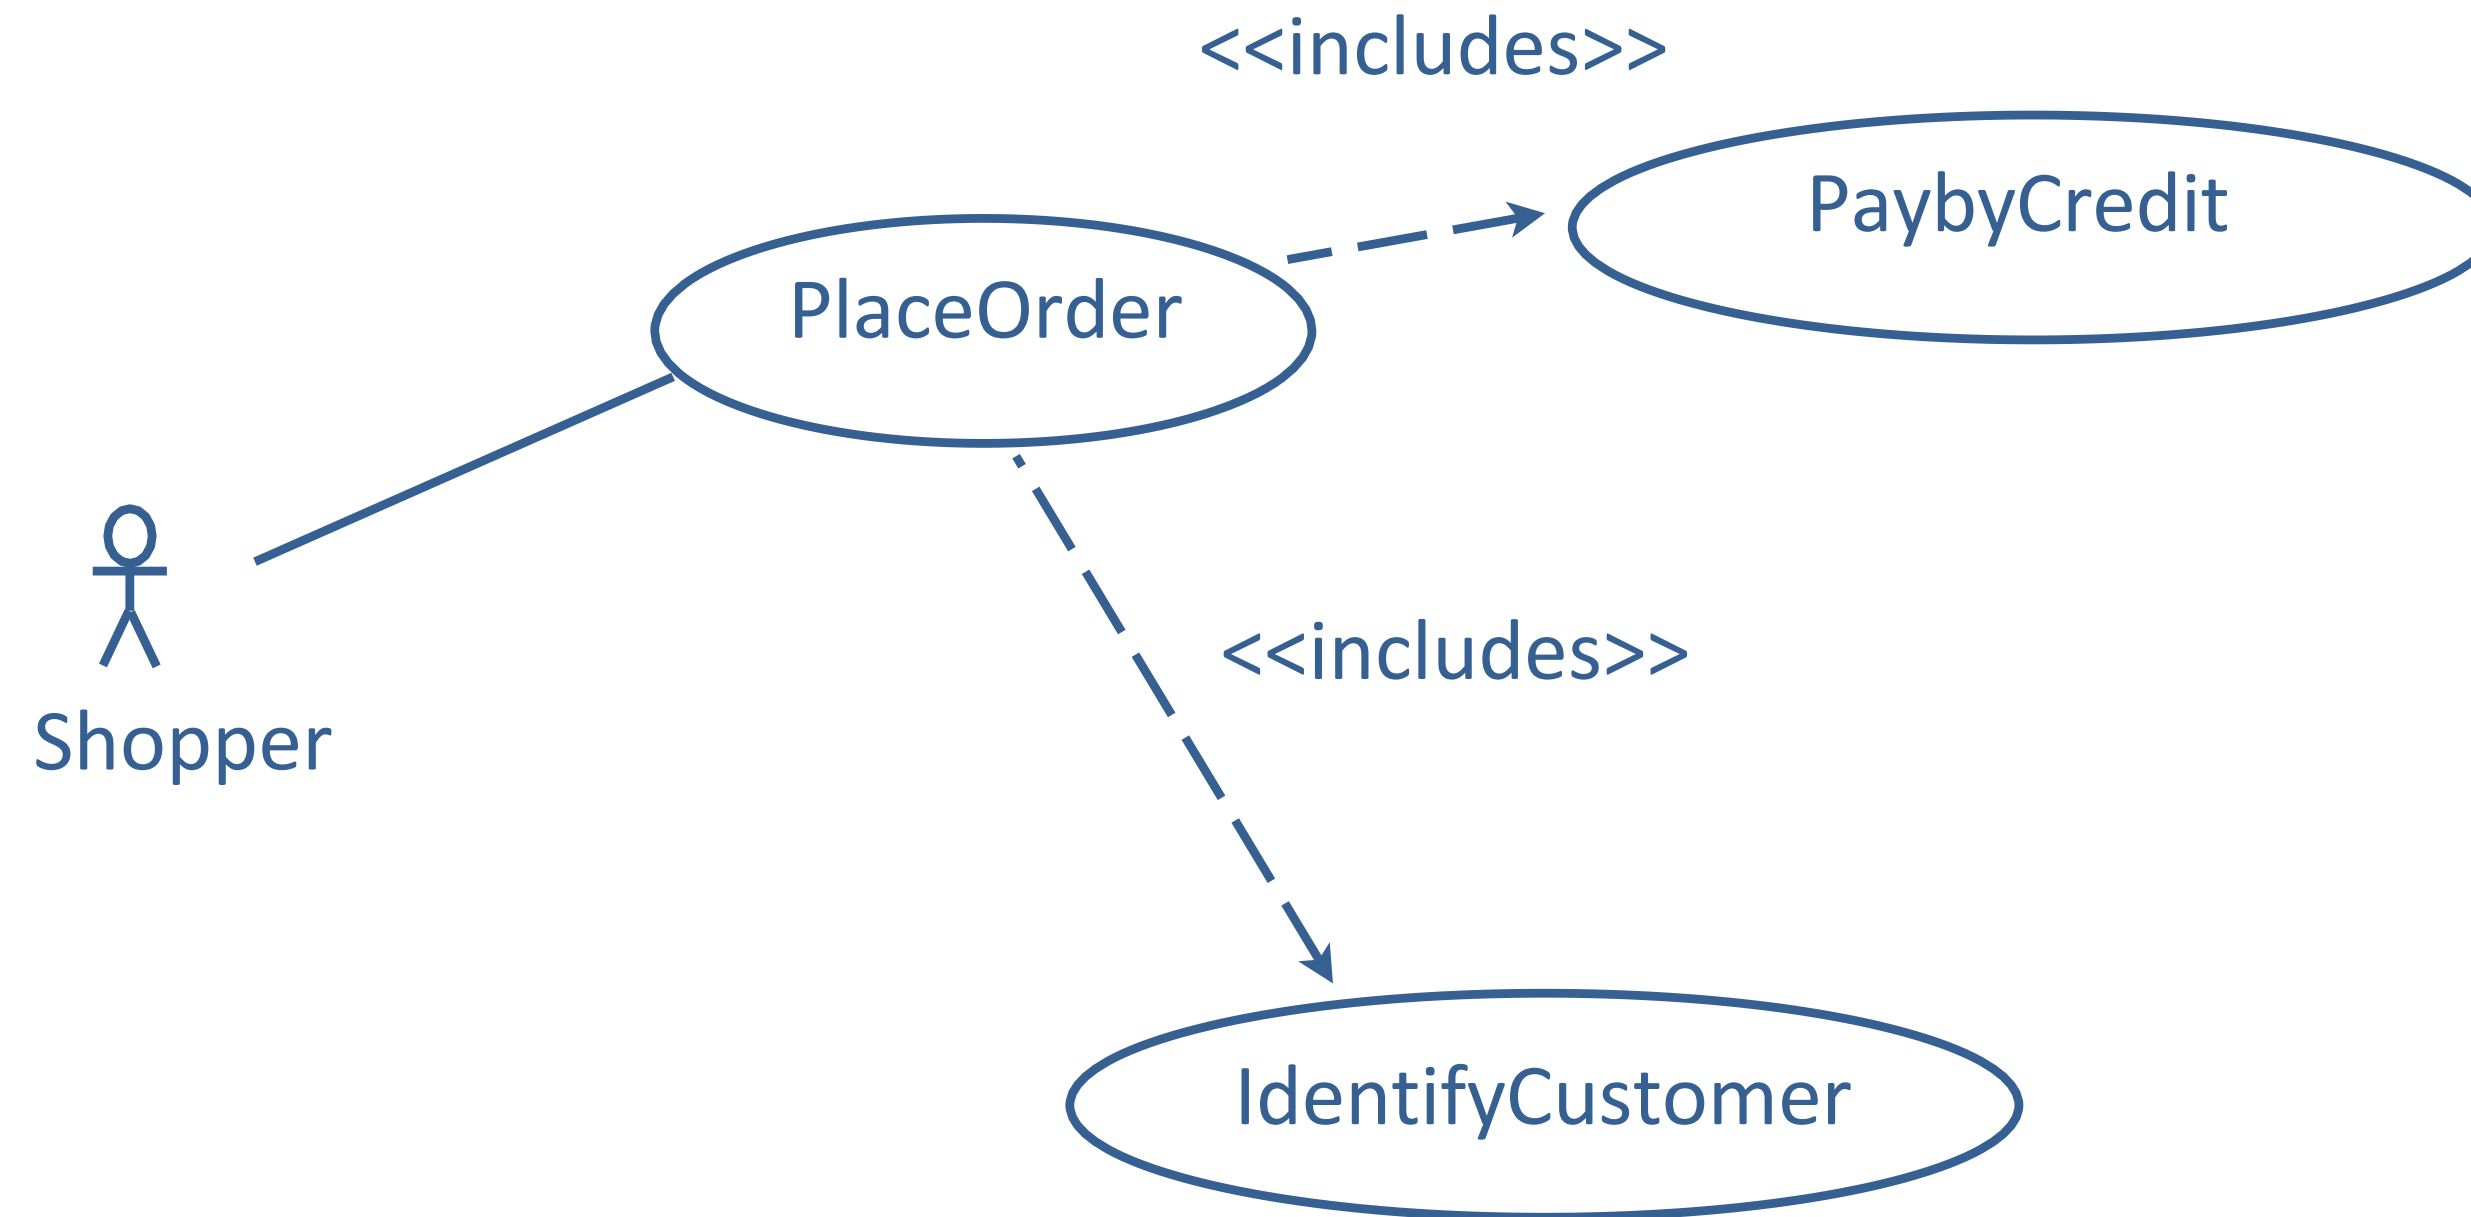 <<includes>>
PaybyCredit
PlaceOrder
<<includes>>
Shopper
IdentifyCustomer